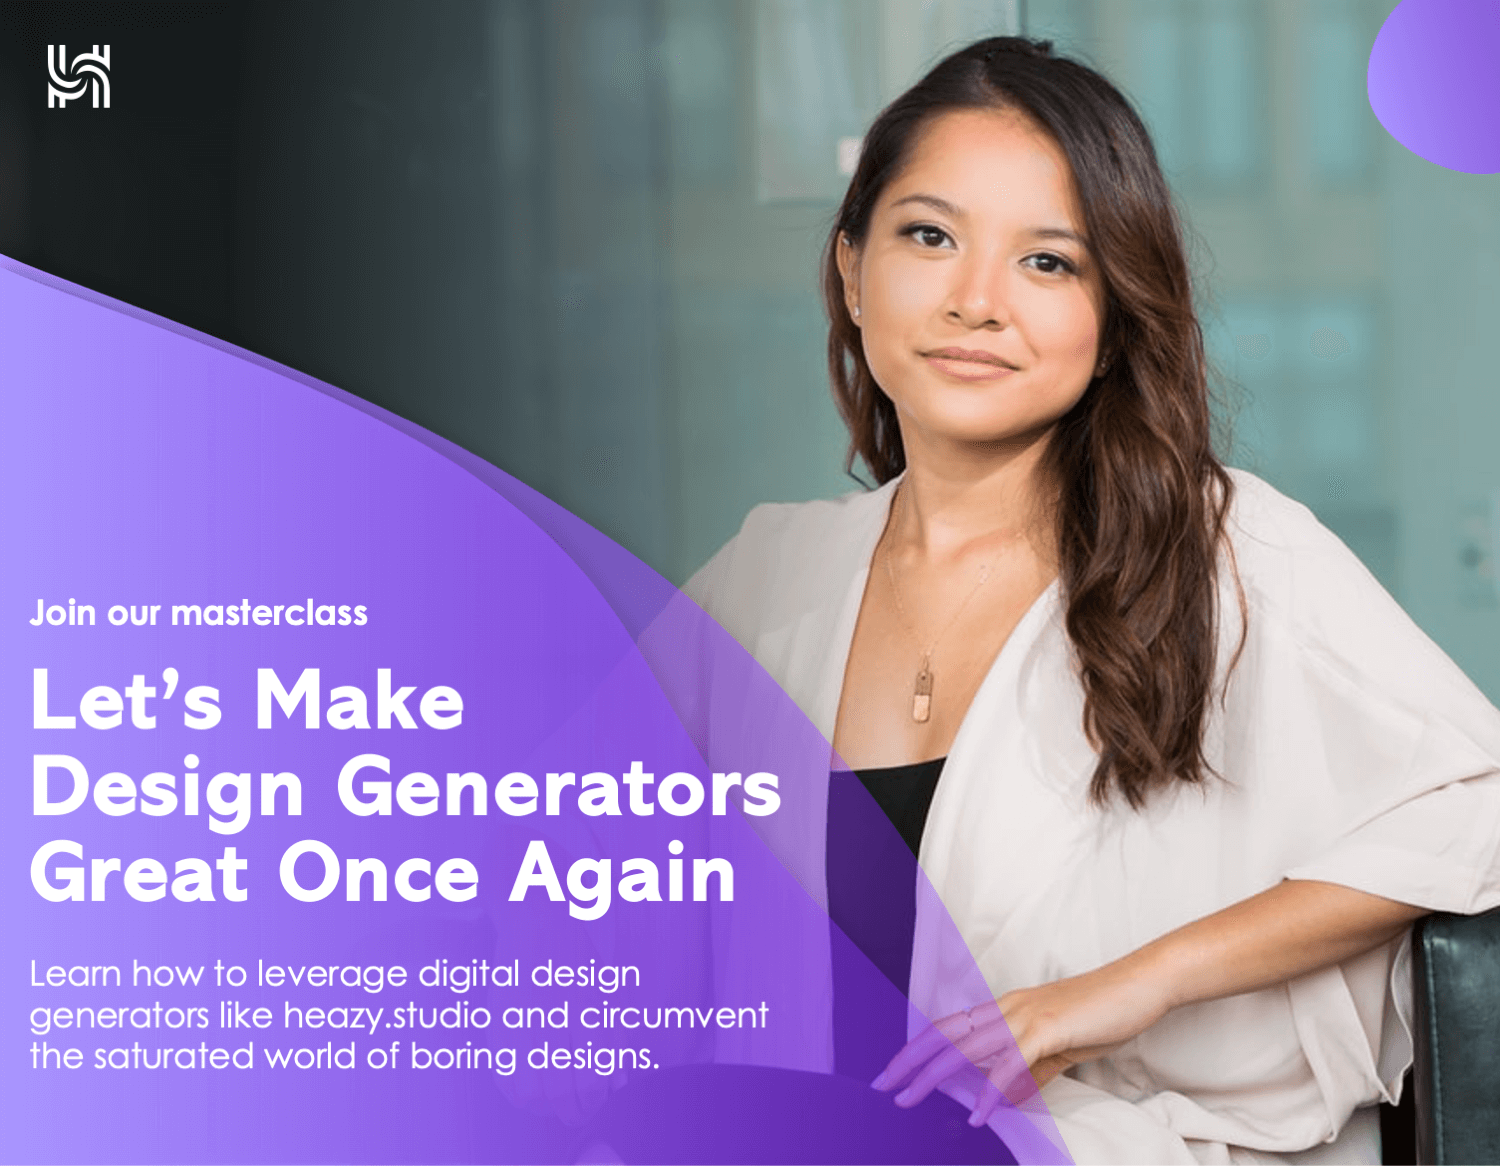 Join our masterclass
Let’s Make
Design Generators
Great Once Again
Learn how to leverage digital design
generators like heazy.studio and circumvent
the saturated world of boring designs.